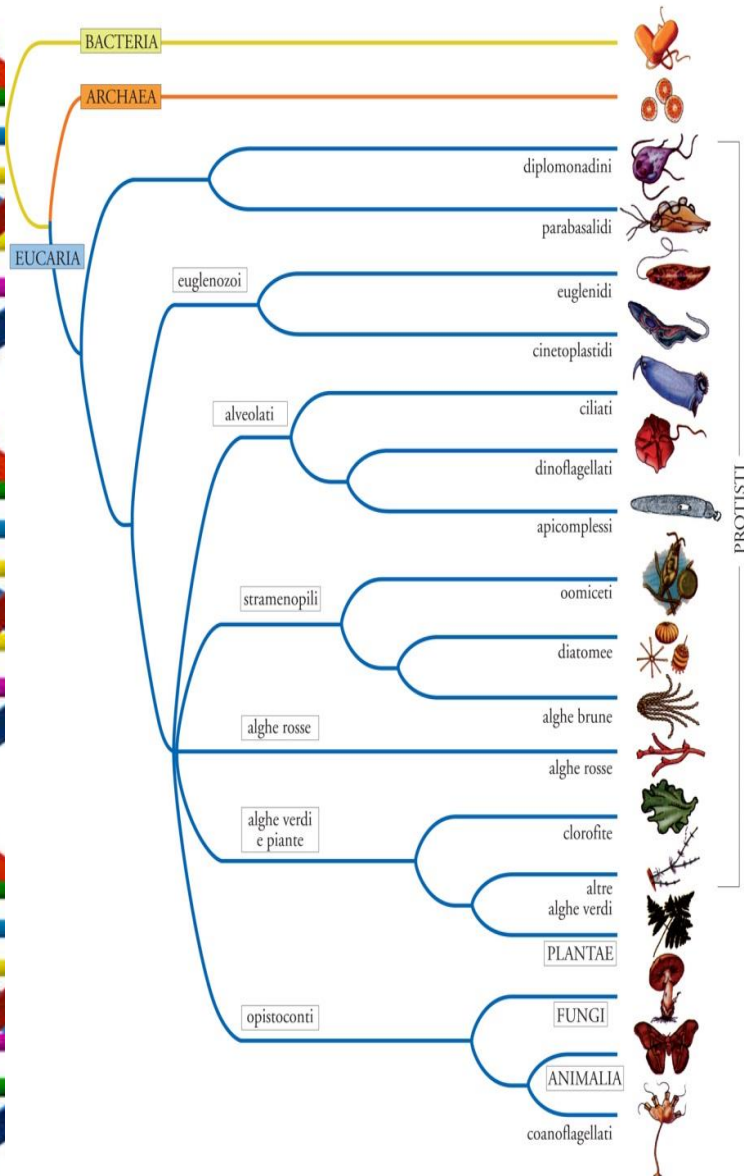 BACTERIA
ARCHAEA
diplomonadini
parabasalidi
EUCARIA
euglenozoi
euglenidi
cinetoplastidi
alveolati
ciliati
dinoflagellati
apicomplessi
PROTISTI
stramenopili
oomiceti
diatomee
alghe brune
alghe rosse
alghe rosse
alghe verdi
e piante
clorofite
altre
alghe verdi
PLANTAE
opistoconti
FUNGI
ANIMALIA
coanoflagellati